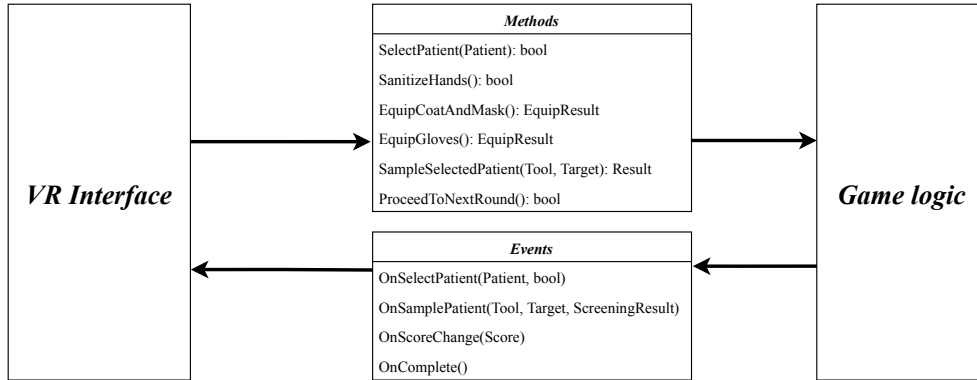 VR Interface
Methods
SelectPatient(Patient): bool
SanitizeHands(): bool
EquipCoatAndMask(): EquipResult
EquipGloves(): EquipResult
SampleSelectedPatient(Tool, Target): Result
ProceedToNextRound(): bool
Events
OnSelectPatient(Patient, bool)
OnSamplePatient(Tool, Target, ScreeningResult)
OnScoreChange(Score)
OnComplete()
Game logic